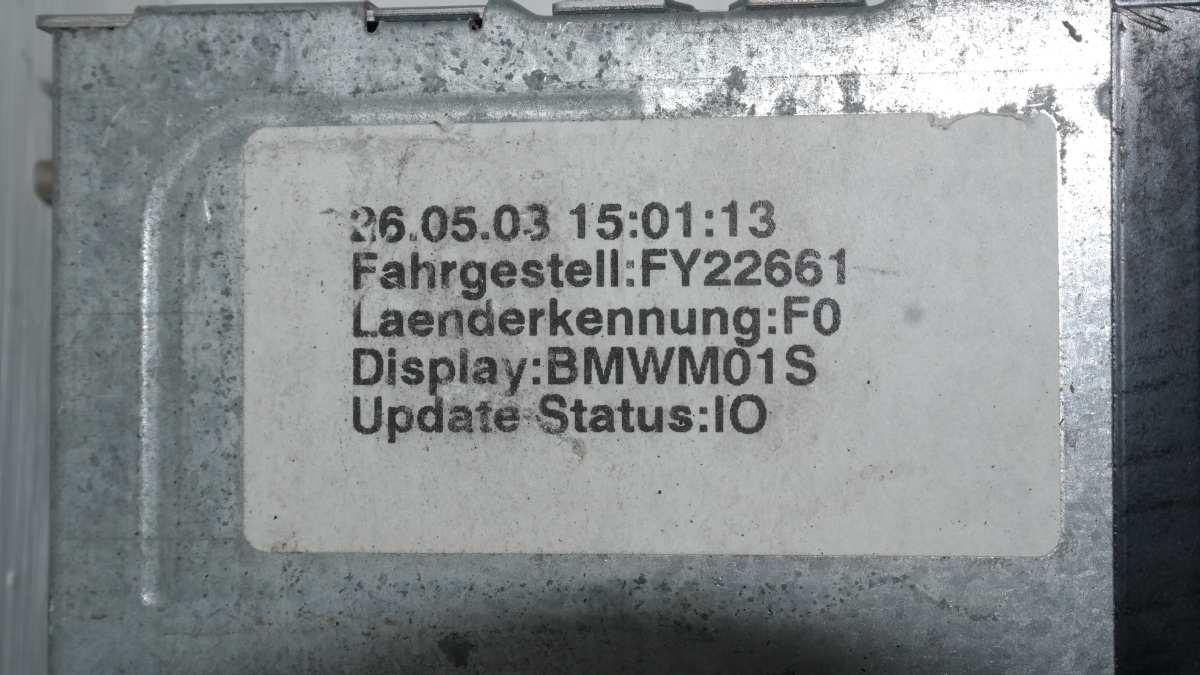 26.05.03 15:01:13
Fahrgestell:FY22661
Laenderkennung:F0
Display:BMWM01S
Update Status:IO